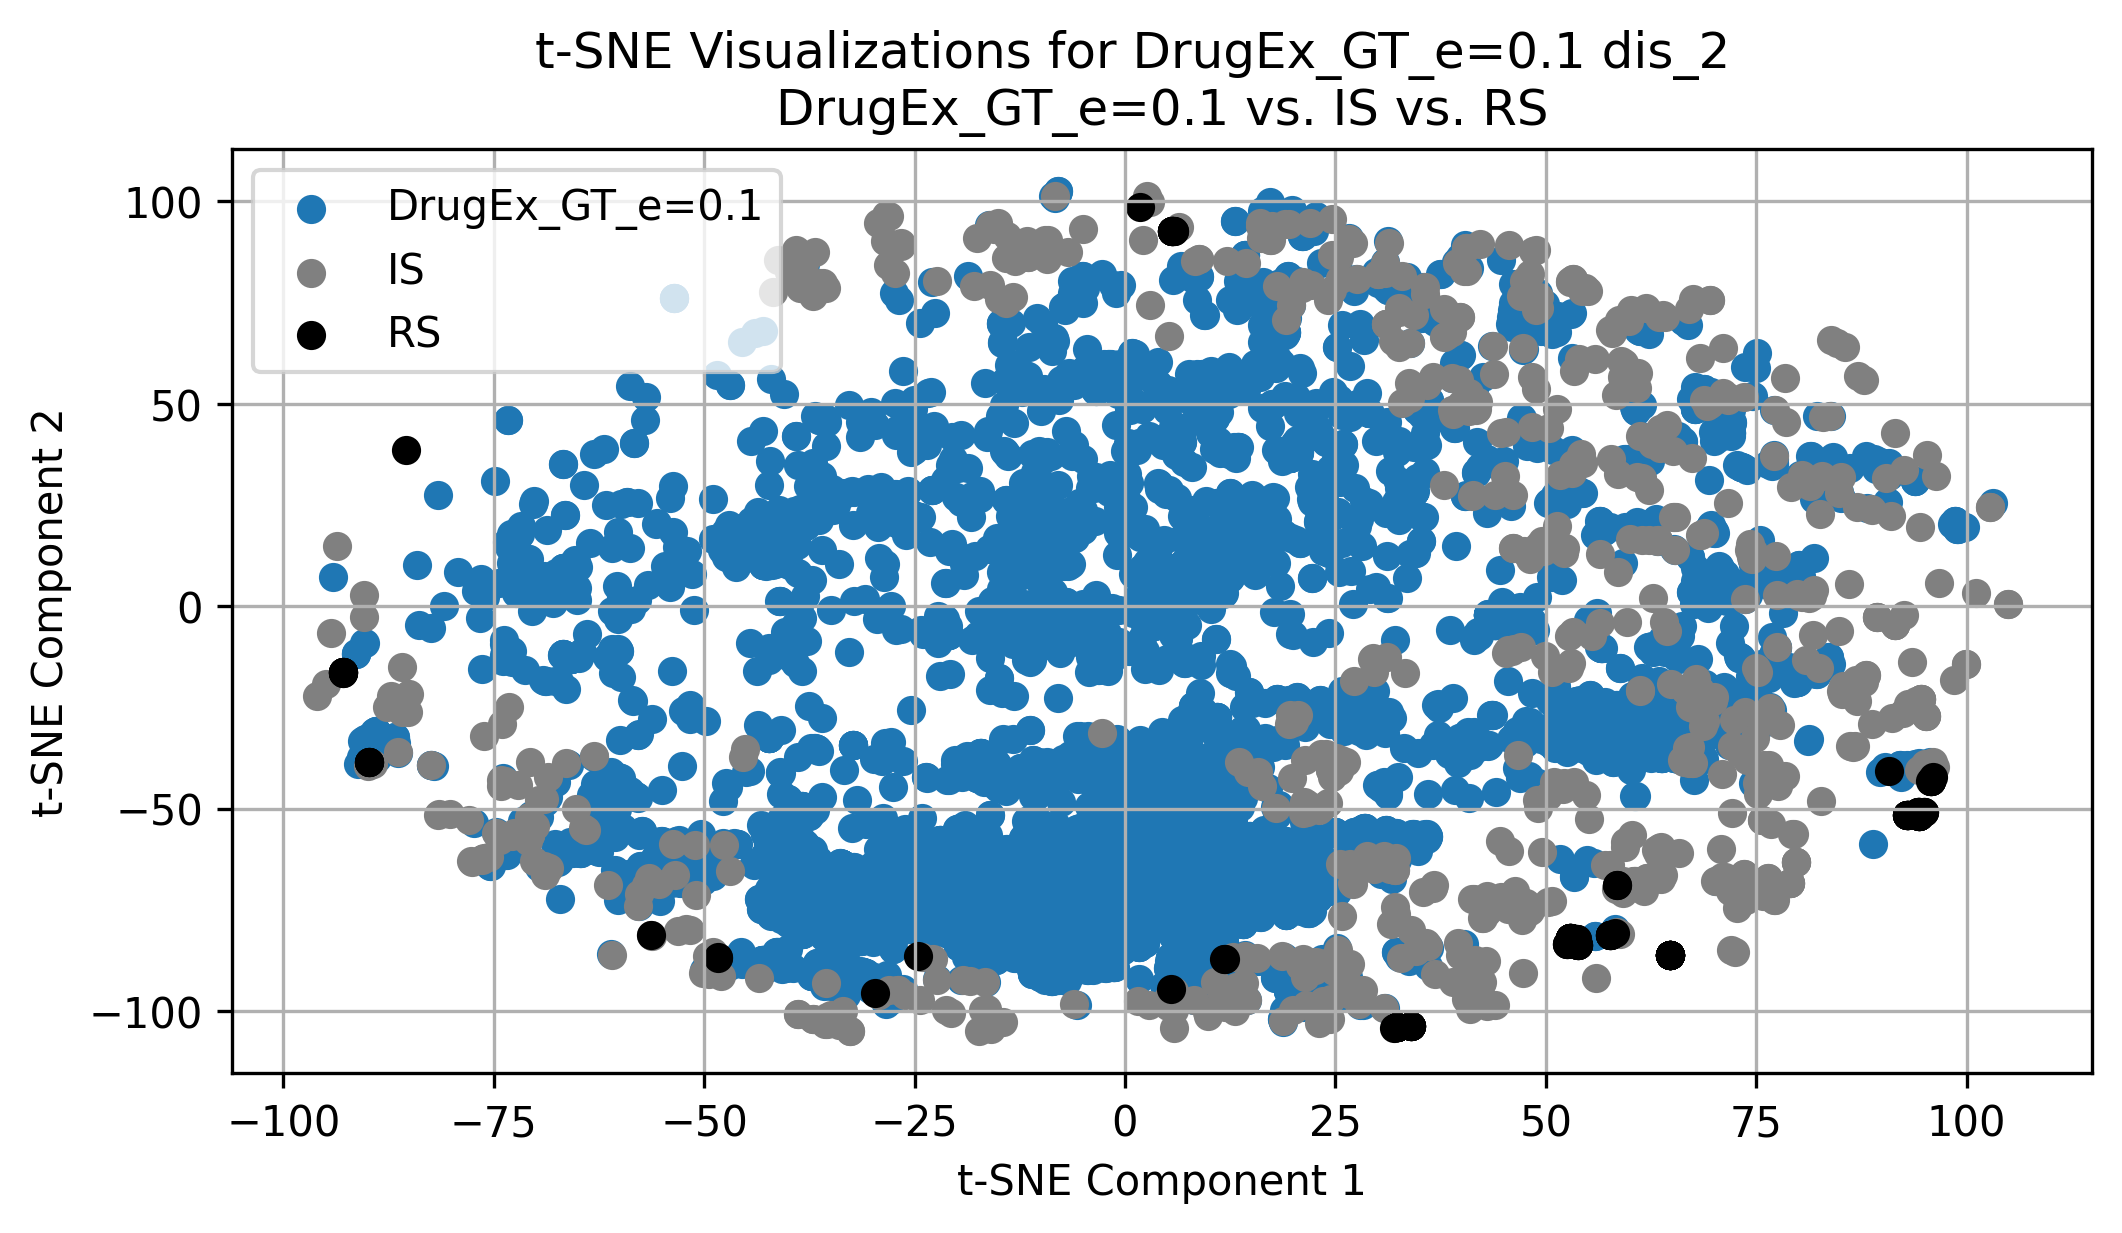 t-SNE Visualizations for DrugEx_GT_e=0.1 dis_2
DrugEx_GT_e=0.1 vs. IS vs. RS
DrugEx_GT_e=0.1
IS
RS
100
50
0
−50
−100
t-SNE Component 2
−100
−75
−50
−25
0
25
50
75
100
t-SNE Component 1